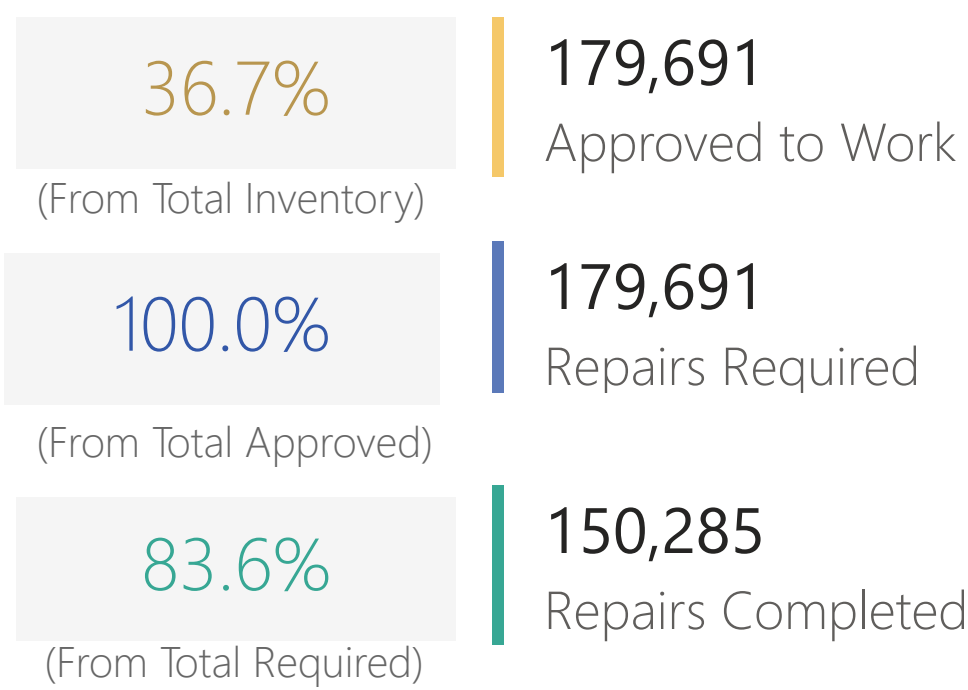 36.7%
179,691
Approved to Work
(From Total Inventory)
100.0%
179,691
Repairs Required
(From Total Approved)
83.6%
150,285
Repairs Completed
(From Total Required)